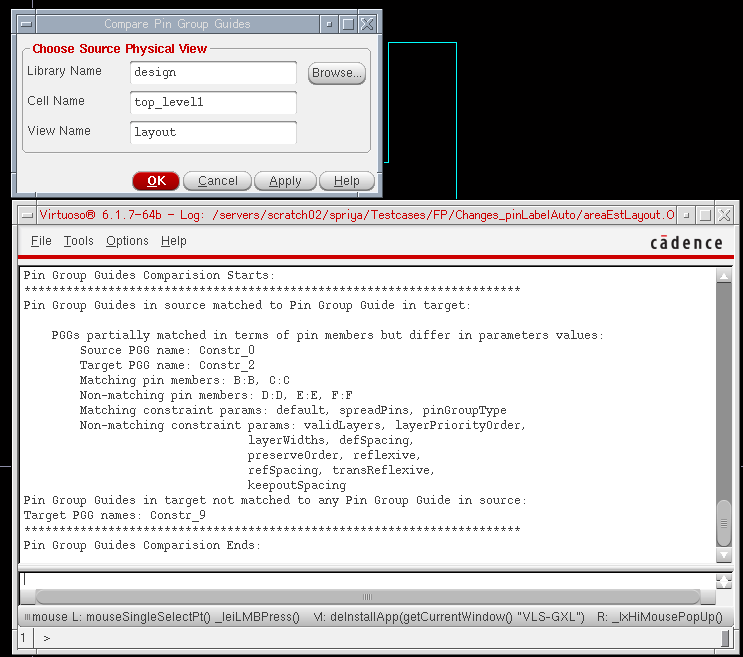 Compare Pin Group Guides
Choose Source Physical View
Library Name design Browse...
Cell Name top_level1
View Name layout
OK Cancel Apply Help
Virtuoso® 6.1.7-64b - Log: /servers/scratch02/spriya/Testcases/FP/Changes_pinLabelAuto/areaEstLayout.O
File Tools Options Help
cādence
Pin Group Guides Comparision Starts:
***********************************************************************
Pin Group Guides in source matched to Pin Group Guide in target:
PGGs partially matched in terms of pin members but differ in parameters values:
Source PGG name: Constr_0
Target PGG name: Constr_2
Matching pin members: B:B, C:C
Non-matching pin members: D:D, E:E, F:F
Matching constraint params: default, spreadPins, pinGroupType
Non-matching constraint params: validLayers, layerPriorityOrder,
layerWidths, defSpacing,
preserveOrder, reflexive,
refSpacing, transReflexive,
keepoutSpacing
Pin Group Guides in target not matched to any Pin Group Guide in source:
Target PGG names: Constr_9
***********************************************************************
Pin Group Guides Comparision Ends:
mouse L: mouseSingleSelectPt() _leiLMBPress() M: deInstallApp(getCurrentWindow() "VLS-GXL") R: _lxHiMousePopUp()
1 >